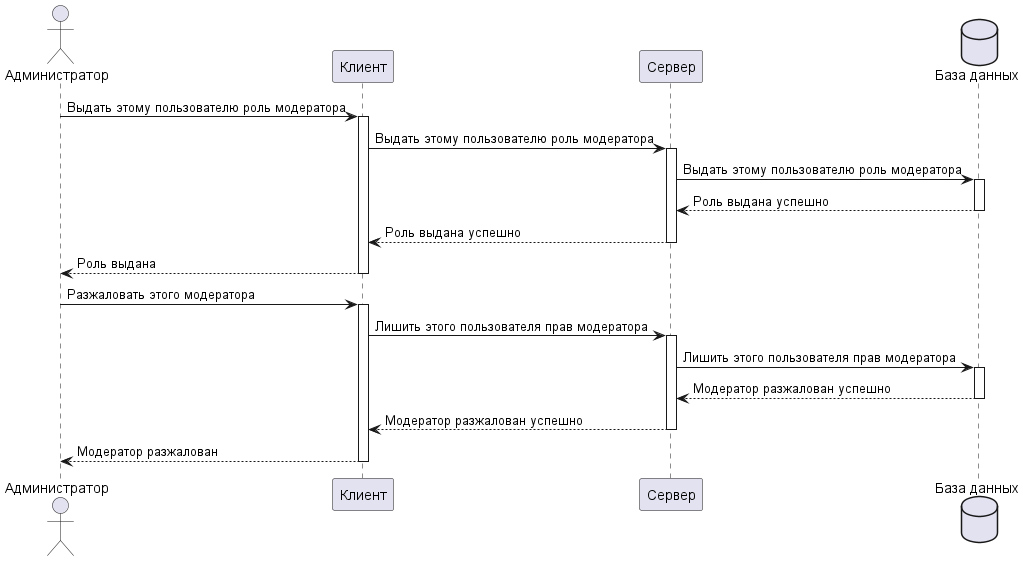 Администратор
Клиент
Сервер
База данных
Выдать этому пользователю роль модератора
Выдать этому пользователю роль модератора
Выдать этому пользователю роль модератора
Роль выдана успешно
Роль выдана успешно
Роль выдана
Разжаловать этого модератора
Лишить этого пользователя прав модератора
Лишить этого пользователя прав модератора
Модератор разжалован успешно
Модератор разжалован успешно
Модератор разжалован
Администратор
Клиент
Сервер
База данных